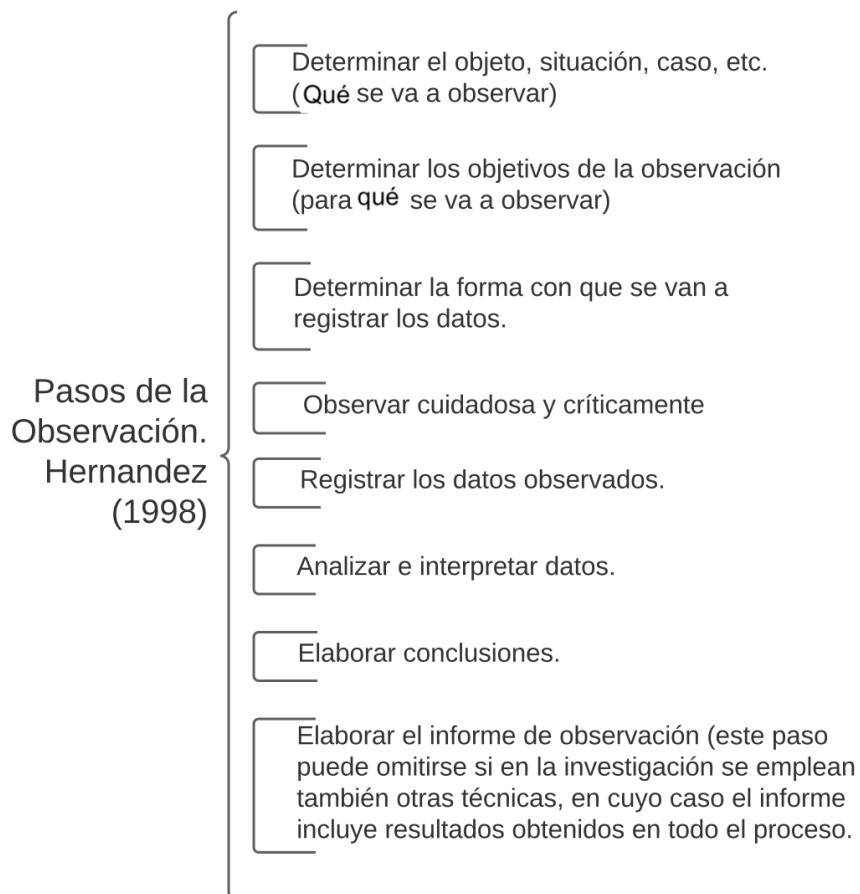 Pasos de la
Observación.
Hernandez
(1998)
Determinar el objeto, situación, caso, etc.
(Qué se va a observar)
Determinar los objetivos de la observación
(para qué se va a observar)
Determinar la forma con que se van a
registrar los datos.
Observar cuidadosa y críticamente
Registrar los datos observados.
Analizar e interpretar datos.
Elaborar conclusiones.
Elaborar el informe de observación (este paso
puede omitirse si en la investigación se emplean
también otras técnicas, en cuyo caso el informe
incluye resultados obtenidos en todo el proceso.